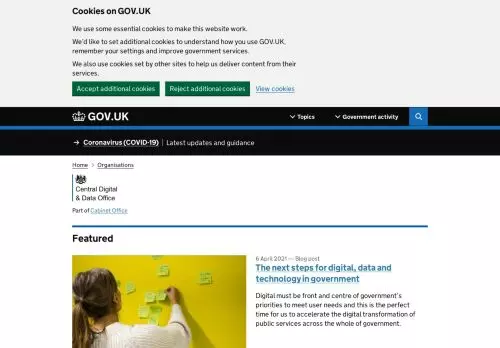 Cookies on GOV.UK
We use some essential cookies to make this website work.
We'd like to set additional cookies to understand how you use GOV.UK,
remember your settings and improve government services.
We also use cookies set by other sites to help us deliver content from their
services.
Accept additional cookies Reject additional cookies View cookies
GOV.UK Topics Government activity
→ Coronavirus (COVID-19) | Latest updates and guidance
Home > Organisations
Central Digital
& Data Office
Part of Cabinet Office
Featured
6 April 2021 — Blog post
The next steps for digital, data and
technology in government
Digital must be front and centre of government's
priorities to meet user needs and this is the perfect
time for us to accelerate the digital transformation of
public services across the whole of government.